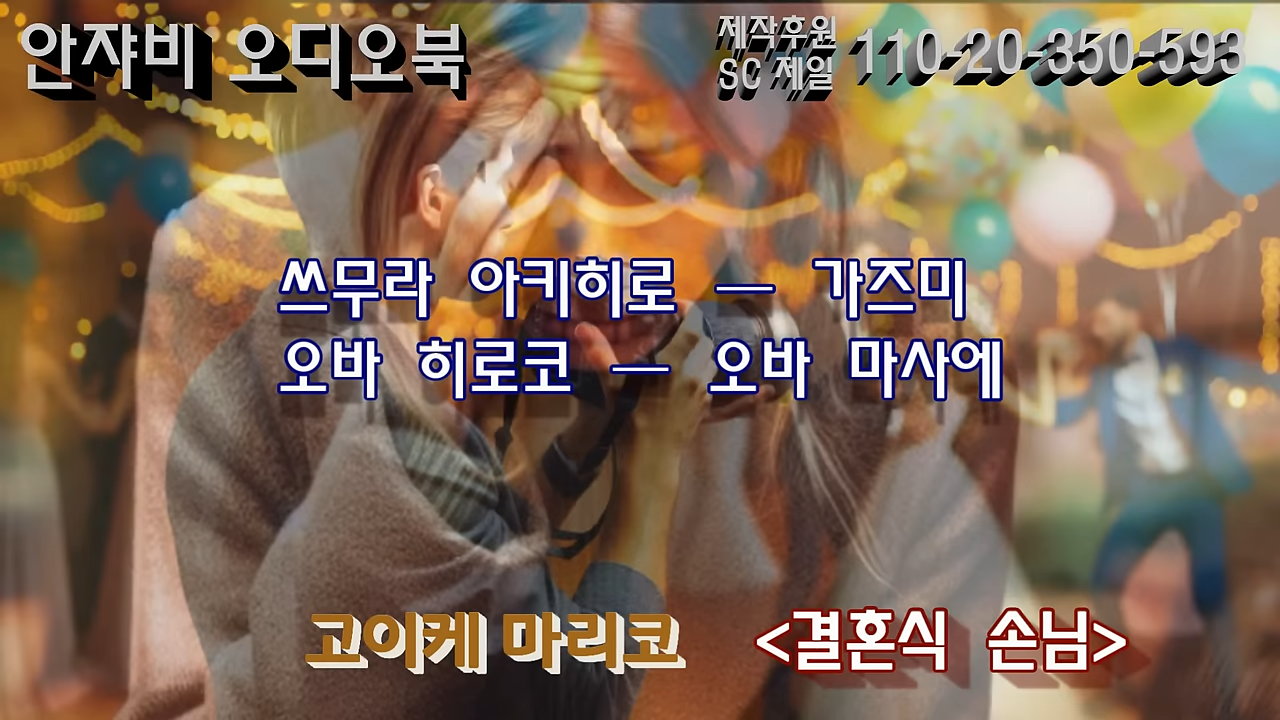 안쟈비 오디오북
제작후원
SC 제일
110-20-350-593
쓰무라 아키히로 — 가즈미
오바 히로코 — 오바 마사에
고이케 마리코 <결혼식 손님>